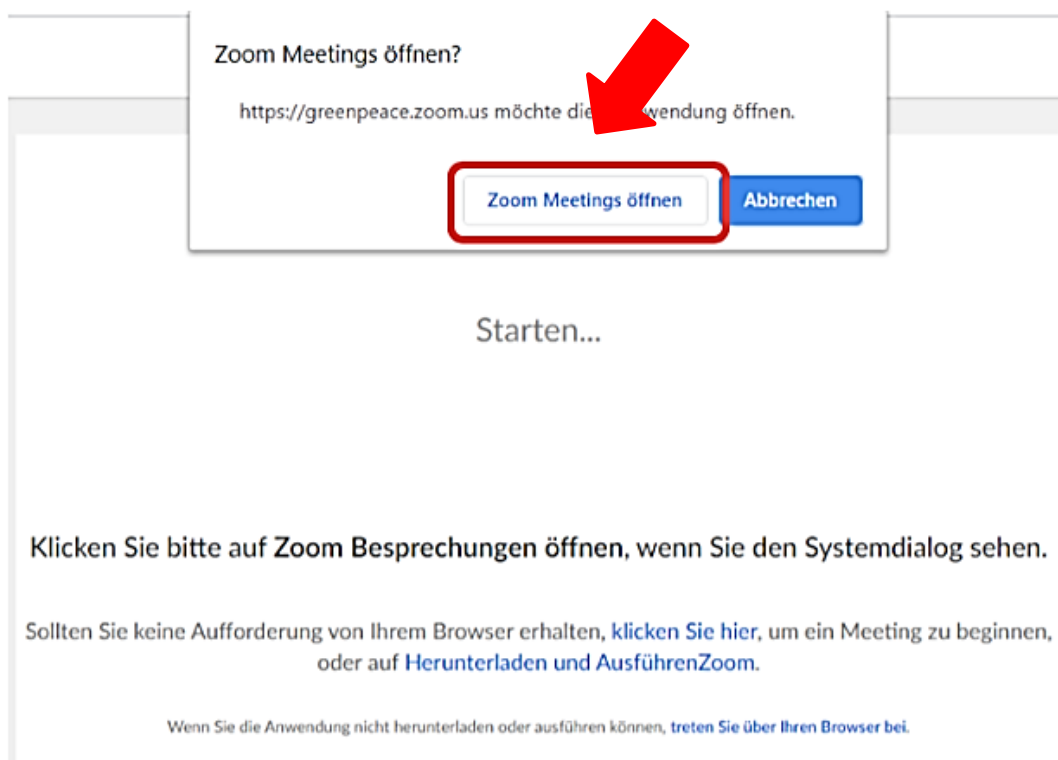 Zoom Meetings öffnen?
https://greenpeace.zoom.us möchte die wendung öffnen.
Zoom Meetings öffnen
Abbrechen
Starten...
Klicken Sie bitte auf Zoom Besprechungen öffnen, wenn Sie den Systemdialog sehen.
Sollten Sie keine Aufforderung von Ihrem Browser erhalten, klicken Sie hier, um ein Meeting zu beginnen,
oder auf Herunterladen und AusführenZoom.
Wenn Sie die Anwendung nicht herunterladen oder ausführen können, treten Sie über Ihren Browser bei.